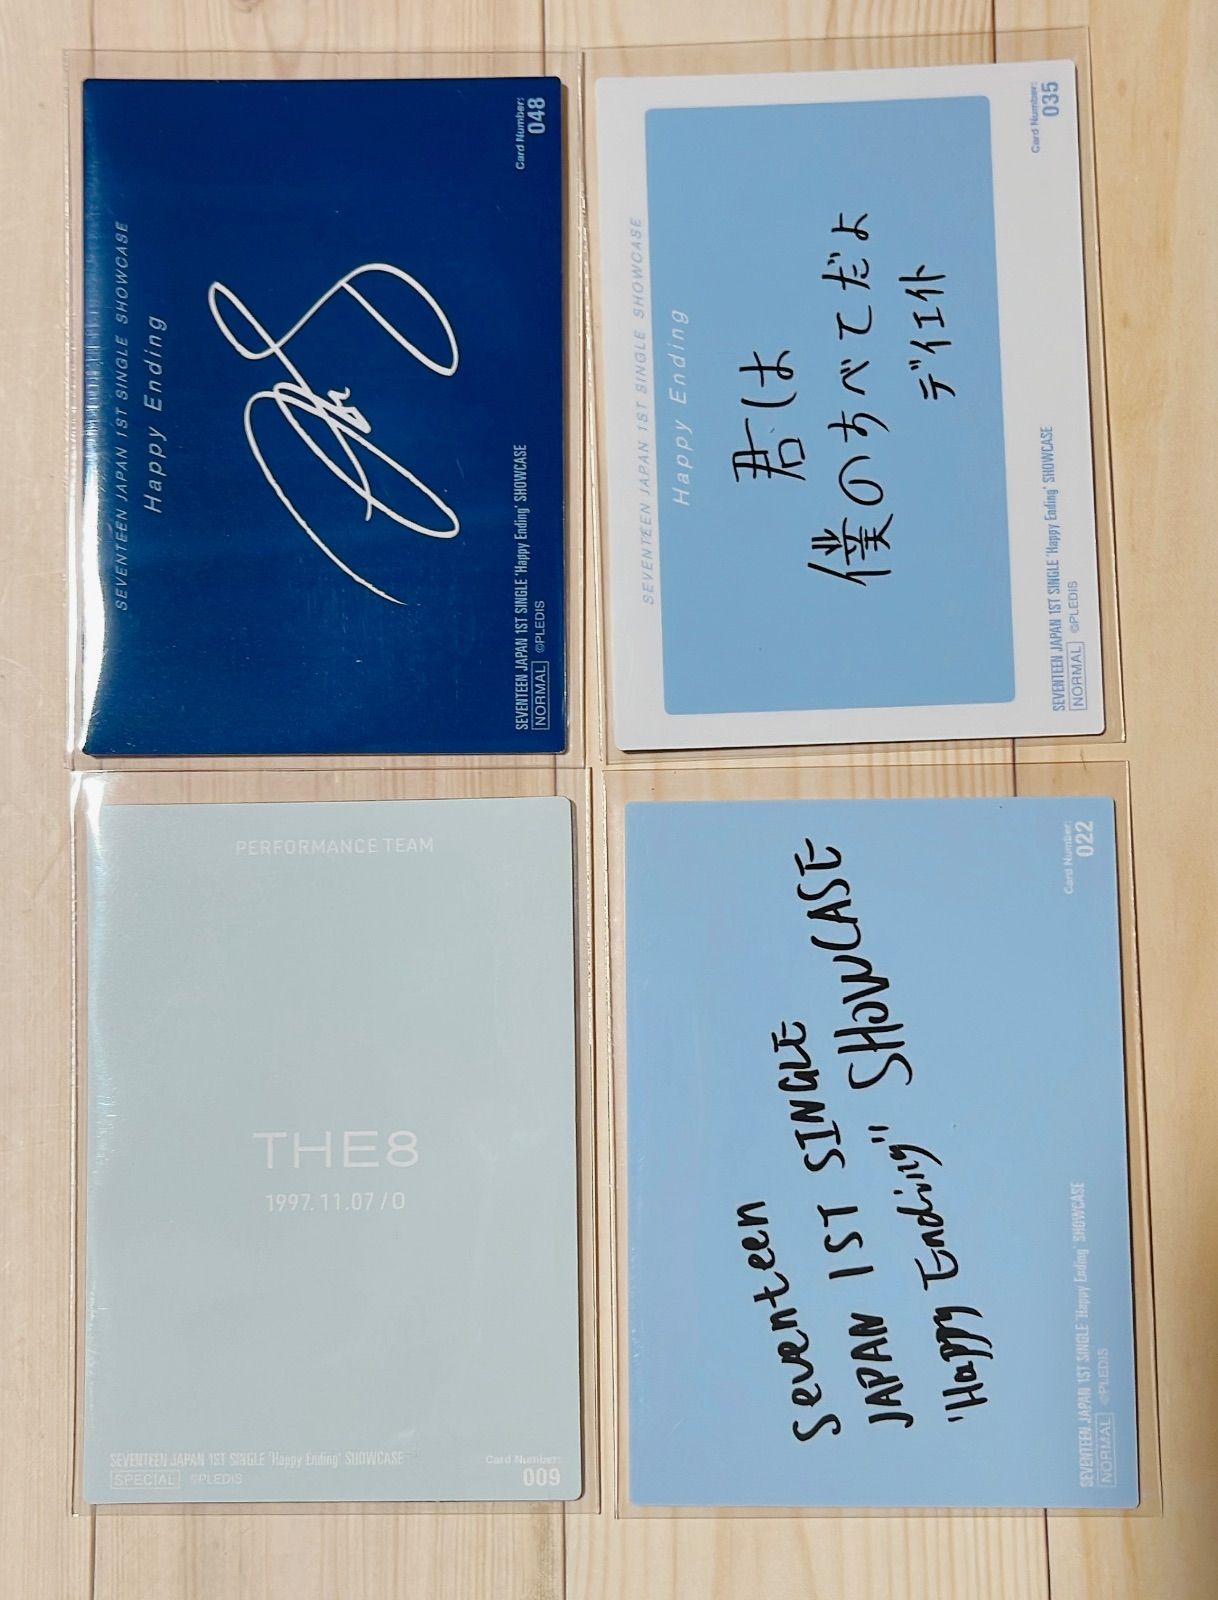 SEVENTEEN JAPAN 1ST SINGLE SHOWCASE
Happy Ending
SEVENTEEN JAPAN 1ST SINGLE 'Happy Ending' SHOWCASE
NORMAL ©PLEDIS
Card Number:
048
SEVENTEEN JAPAN 1ST SINGLE SHOWCASE
Happy Ending
君は
僕のすべてだよ
ディエイト
SEVENTEEN JAPAN 1ST SINGLE 'Happy Ending' SHOWCASE
NORMAL ©PLEDIS
Card Number:
035
PERFORMANCE TEAM
THE8
1997.11.07/O
SEVENTEEN JAPAN 1ST SINGLE 'Happy Ending' SHOWCASE
SPECIAL ©PLEDIS
Card Number:
009
Seventeen
JAPAN 1ST SINGLE
'Happy Ending" SHOWCASE
SEVENTEEN JAPAN 1ST SINGLE 'Happy Ending' SHOWCASE
NORMAL ©PLEDIS
Card Number:
022